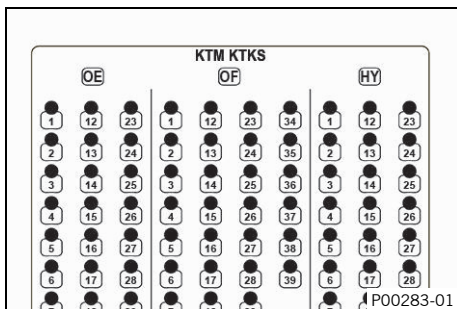 KTM KTKS
OE OF HY
1 12 23 1 12 23 34 1 12 23
2 13 24 2 13 24 35 2 13 24
3 14 25 3 14 25 36 3 14 25
4 15 26 4 15 26 37 4 15 26
5 16 27 5 16 27 38 5 16 27
6 17 28 6 17 28 39 6 17 28
P00283-01